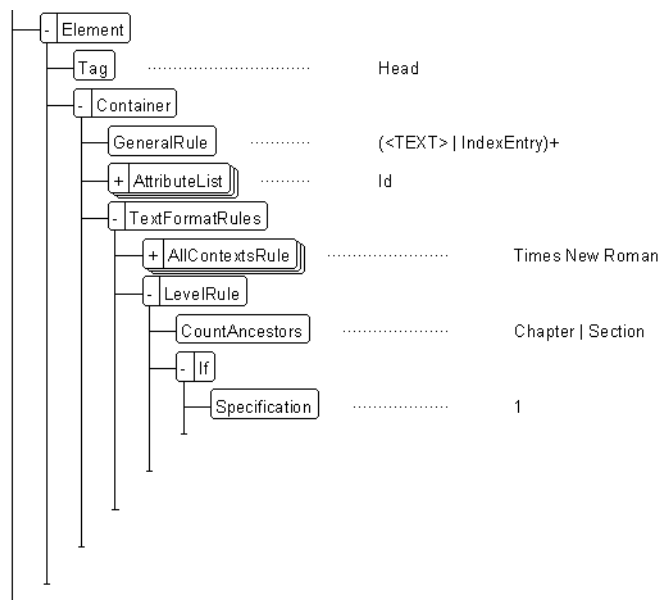 - Element
Tag Head
- Container
GeneralRule (<TEXT> | IndexEntry)+
+ AttributeList Id
- TextFormatRules
+ AllContextsRule Times New Roman
- LevelRule
CountAncestors Chapter | Section
- If
Specification 1